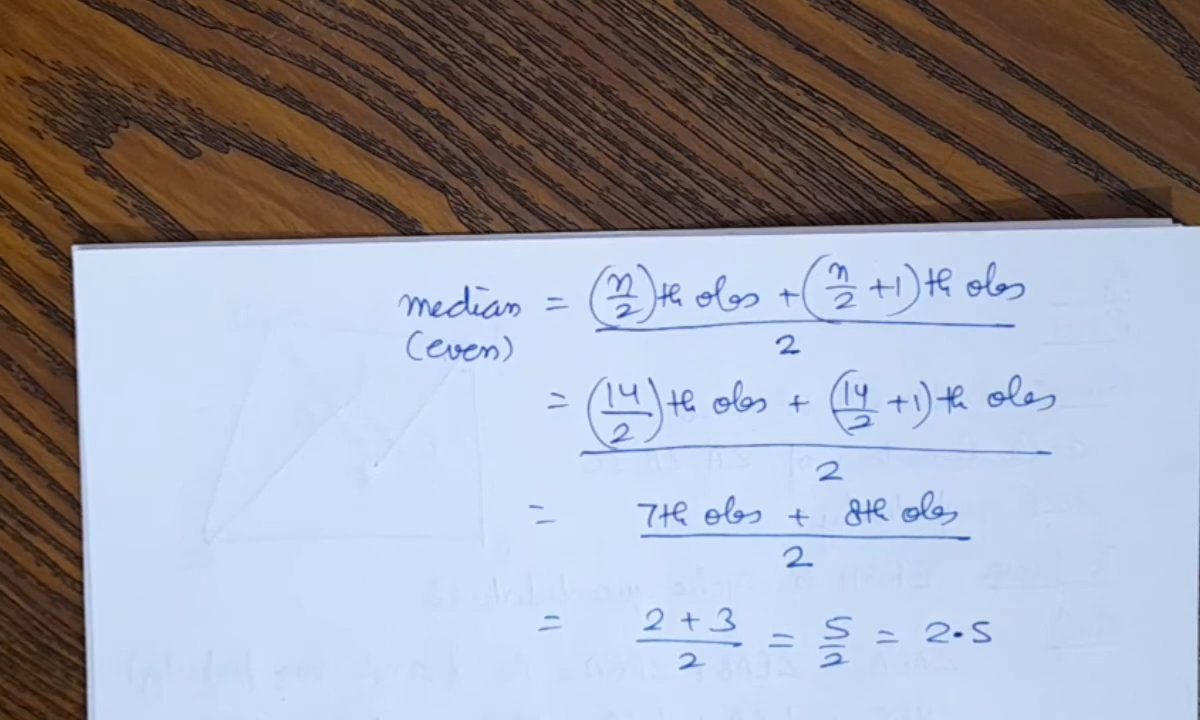 median = (n/2)th obs + (n/2 + 1)th obs
(even) 2
= (14/2)th obs + (14/2 + 1)th obs
2
= 7th obs + 8th obs
2
= 2 + 3 / 2 = 5/2 = 2.5